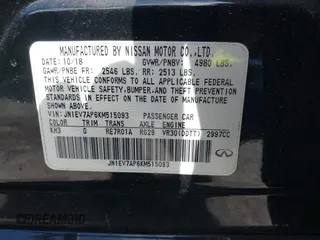 MANUFACTURED BY NISSAN MOTOR CO.,LTD.
DATE: 10/18 GVWR/PNBV: 4980 LBS.
GAWR/PNBE FR: 2546 LBS. RR: 2513 LBS.
THIS VEHICLE CONFORMS TO ALL APPLICABLE FEDERAL
MOTOR VEHICLE SAFETY, BUMPER, AND THEFT
PREVENTION STANDARDS IN EFFECT ON THE DATE OF
MANUFACTURE SHOWN ABOVE.
VIN: JN1EV7AP6KM515093 PASSENGER CAR
COLOR TRIM TRANS AXLE ENGINE
KH3 G RE7R01A RG29 VR30(DDTT) 2997CC
JN1EV7AP6KM515093
INFINITI